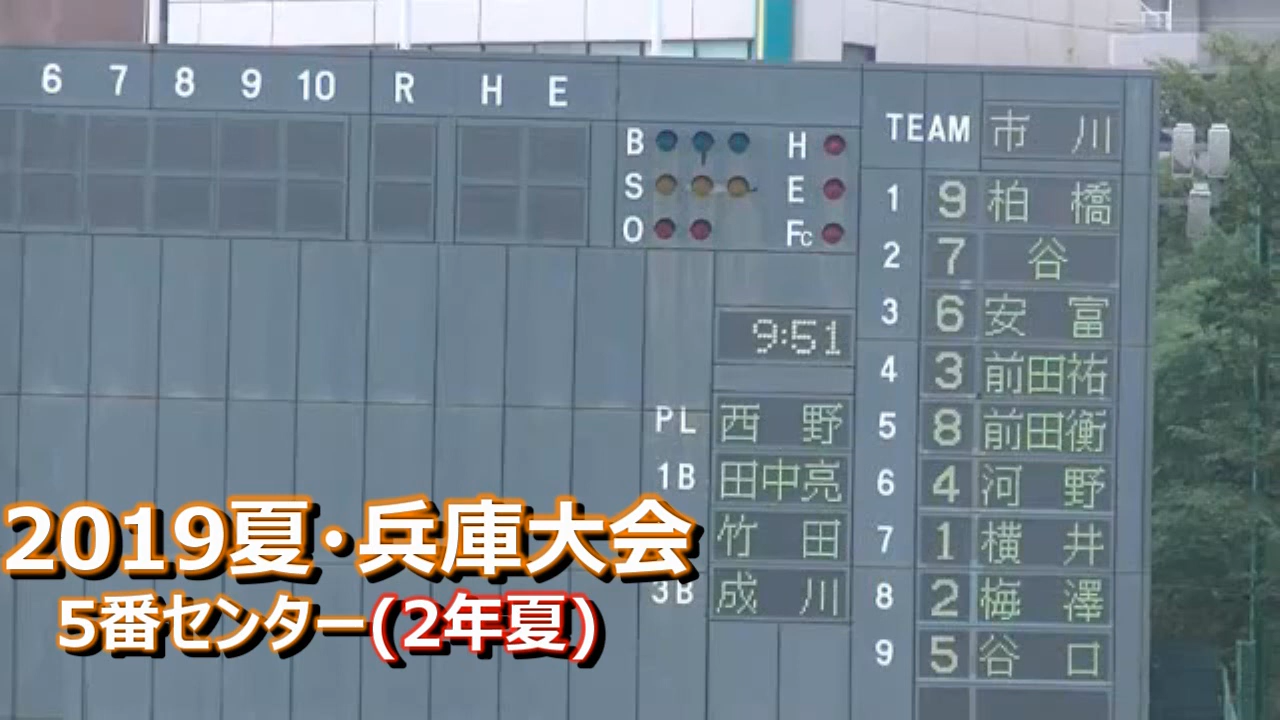 6 7 8 9 10 R H E
TEAM 市川
B H
S E
O Fc
1 9 柏橋
2 7 谷
3 6 安富
4 3 前田祐
5 8 前田衡
6 4 河野
7 1 横井
8 2 梅澤
9 5 谷口
9:51
PL 西野
1B 田中亮
竹田
3B 成川
2019夏・兵庫大会
5番センター(2年夏)